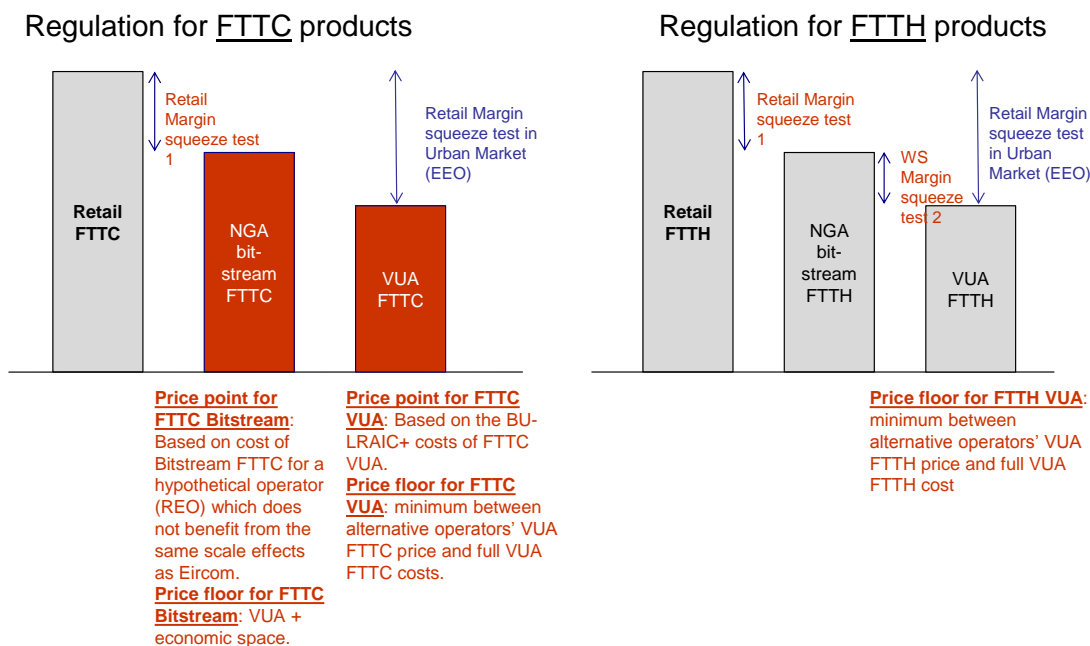 Regulation for FTTC products
Retail
Margin
squeeze test
1
Retail Margin
squeeze test in
Urban Market
(EEO)
Retail
FTTC
NGA
bit-
stream
FTTC
VUA
FTTC
Price point for
FTTC Bitstream:
Based on cost of
Bitstream FTTC for a
hypothetical operator
(REO) which does
not benefit from the
same scale effects
as Eircom.
Price floor for FTTC
Bitstream: VUA +
economic space.
Price point for FTTC
VUA: Based on the BU-
LRAIC+ costs of FTTC
VUA.
Price floor for FTTC
VUA: minimum between
alternative operators' VUA
FTTC price and full VUA
FTTC costs.
Regulation for FTTH products
Retail Margin
squeeze test
1
WS
Margin
squeeze
test 2
Retail Margin
squeeze test
in Urban
Market (EEO)
Retail
FTTH
NGA
bit-
stream
FTTH
VUA
FTTH
Price floor for FTTH VUA:
minimum between
alternative operators' VUA
FTTH price and full VUA
FTTH cost